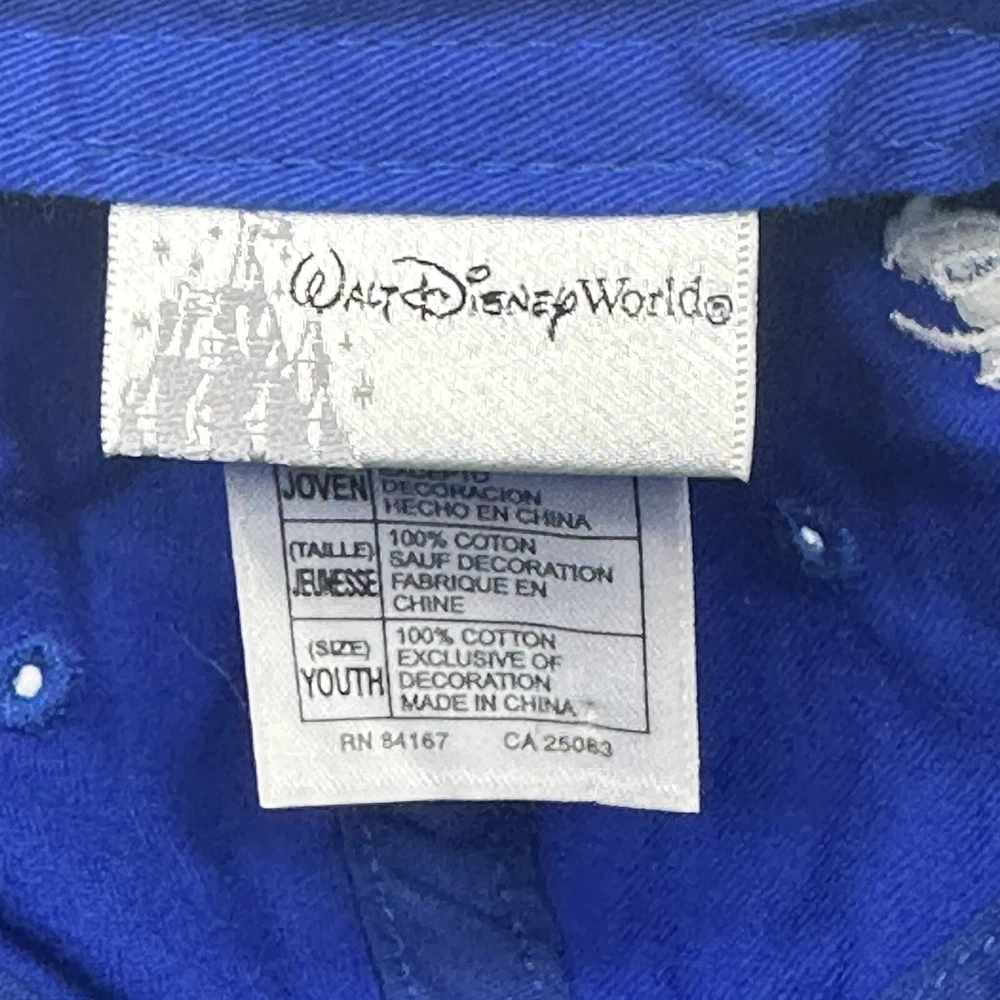 Walt Disney World®
JOVEN
DECORACION
HECHO EN CHINA
(TAILLE)
JEUNESSE
100% COTON
SAUF DECORATION
FABRIQUE EN
CHINE
(SIZE)
YOUTH
100% COTTON
EXCLUSIVE OF
DECORATION
MADE IN CHINA
RN 84167 CA 25083